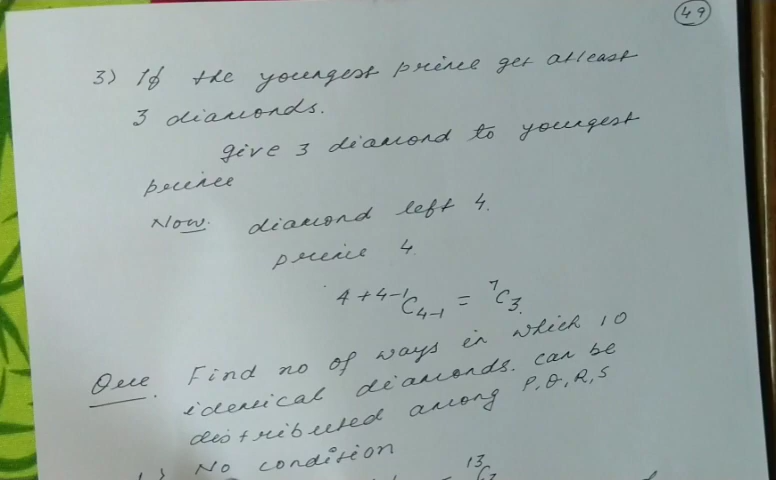 49
3) If the youngest prince get atleast
3 diamonds.
give 3 diamond to youngest
prince
Now. diamond left 4.
prince 4
4+4-1C4-1 = 7C3.
Que. Find no of ways in which 10
identical diamonds. can be
distributed among P,Q,R,S
No condition
13C